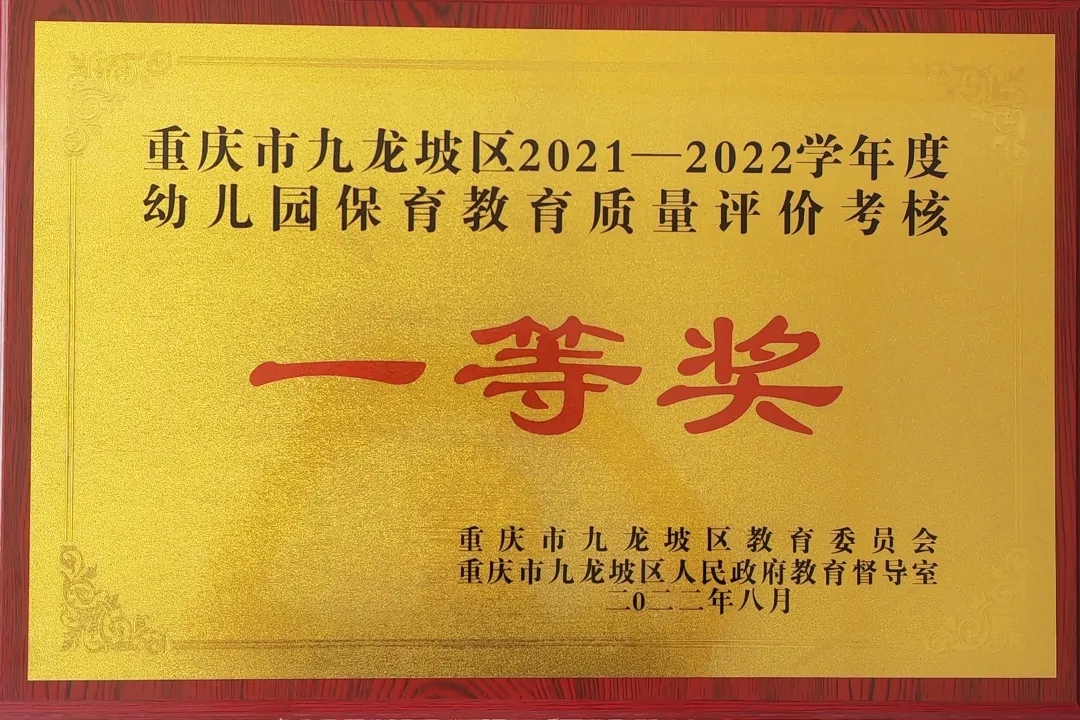 重庆市九龙坡区2021—2022学年度
幼儿园保育教育质量评价考核
一等奖
重庆市九龙坡区教育委员会
重庆市九龙坡区人民政府教育督导室
二0二二年八月